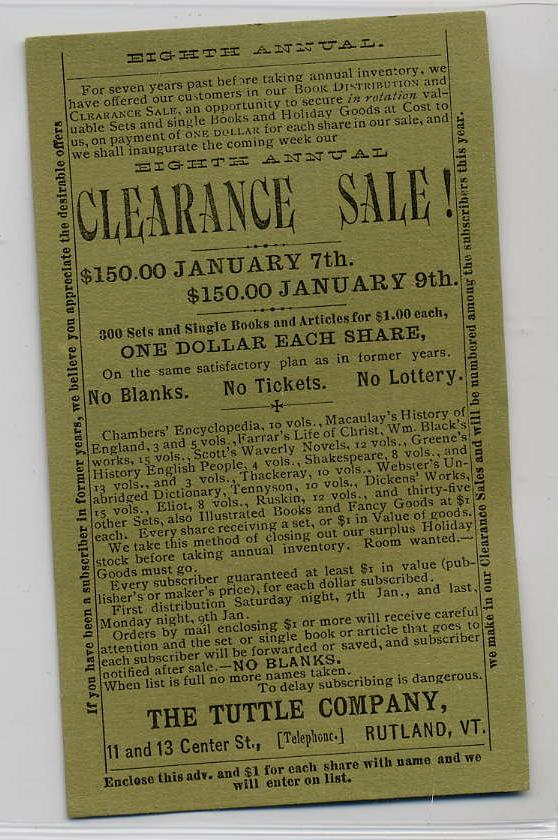 EIGHTH ANNUAL.
For seven years past before taking annual inventory, we
have offered our customers in our BOOK DISTRIBUTION and
CLEARANCE SALE, an opportunity to secure in rotation val-
uable Sets and single Books and Holiday Goods at Cost to
us, on payment of ONE DOLLAR for each share in our sale, and
we shall inaugurate the coming week our
EIGHTH ANNUAL
CLEARANCE SALE!
$150.00 JANUARY 7th.
$150.00 JANUARY 9th.
300 Sets and Single Books and Articles for $1.00 each,
ONE DOLLAR EACH SHARE,
On the same satisfactory plan as in former years.
No Blanks. No Tickets. No Lottery.
Chambers' Encyclopedia, 10 vols., Macaulay's History of
England, 3 and 5 vols., Farrar's Life of Christ, Wm. Black's
works, 15 vols., Scott's Waverly Novels, 12 vols., Greene's
History English People, 4 vols., Shakespeare, 8 vols., and
13 vols., and 3 vols., Thackeray, 10 vols., Webster's Un-
abridged Dictionary, Tennyson, 10 vols., Dickens' Works,
15 vols., Eliot, 8 vols., Ruskin, 12 vols., and thirty-five
other Sets, also Illustrated Books and Fancy Goods at $1
each. Every share receiving a set, or $1 in Value of goods.
We take this method of closing out our surplus Holiday
stock before taking annual inventory. Room wanted.—
Goods must go.
Every subscriber guaranteed at least $1 in value (pub-
lisher's or maker's price), for each dollar subscribed.
First distribution Saturday night, 7th Jan., and last,
Monday night, 9th Jan.
Orders by mail enclosing $1 or more will receive careful
attention and the set or single book or article that goes to
each subscriber will be forwarded or saved, and subscriber
notified after sale.—NO BLANKS.
When list is full no more names taken.
To delay subscribing is dangerous.
THE TUTTLE COMPANY,
11 and 13 Center St., [Telephone.] RUTLAND, VT.
Enclose this adv. and $1 for each share with name and we
will enter on list.
If you have been a subscriber in former years, we believe you appreciate the desirable offers
we make in our Clearance Sales and will be numbered among the subscribers this year.